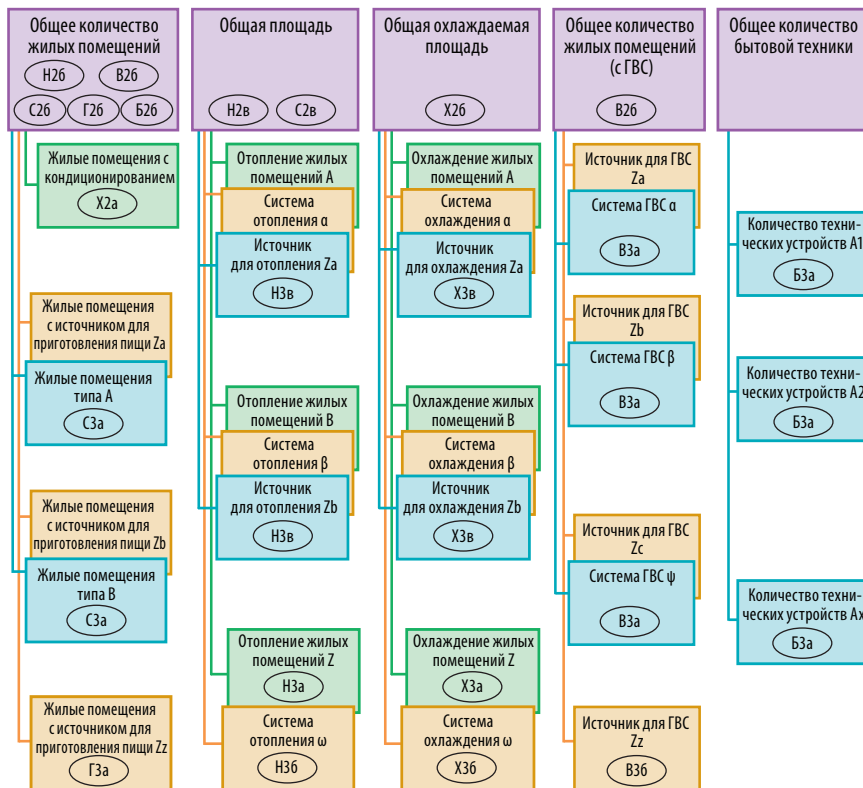 Общее количество
жилых помещений
Н2б
В2б
С2б
Г2б
Б2б
Жилые помещения с
кондиционированием
Х2а
Жилые помещения
с источником для
приготовления пищи Za
Жилые помещения
типа А
С3а
Жилые помещения
с источником для
приготовления пищи Zb
Жилые помещения
типа В
С3а
Жилые помещения
с источником для
приготовления пищи Zz
Г3а
Общая площадь
Н2в
С2в
Отопление жилых
помещений А
Система
отопления α
Источник
для отопления Za
Н3в
Отопление жилых
помещений В
Система
отопления β
Источник
для отопления Zb
Н3в
Отопление жилых
помещений Z
Н3а
Система
отопления ω
Н3б
Общая охлаждаемая
площадь
Х2б
Охлаждение жилых
помещений А
Система
охлаждения α
Источник
для охлаждения Za
Х3в
Охлаждение жилых
помещений В
Система
охлаждения β
Источник
для охлаждения Zb
Х3в
Охлаждение жилых
помещений Z
Х3а
Система
охлаждения ω
Х3б
Общее количество
жилых помещений
(с ГВС)
В2б
Источник для ГВС
Za
Система ГВС α
В3а
Источник для ГВС
Zb
Система ГВС β
В3а
Источник для ГВС
Zc
Система ГВС ψ
В3а
Источник для ГВС
Zz
В3б
Общее количество
бытовой техники
Количество техни-
ческих устройств А1
Б3а
Количество техни-
ческих устройств А2
Б3а
Количество техни-
ческих устройств Ах
Б3а